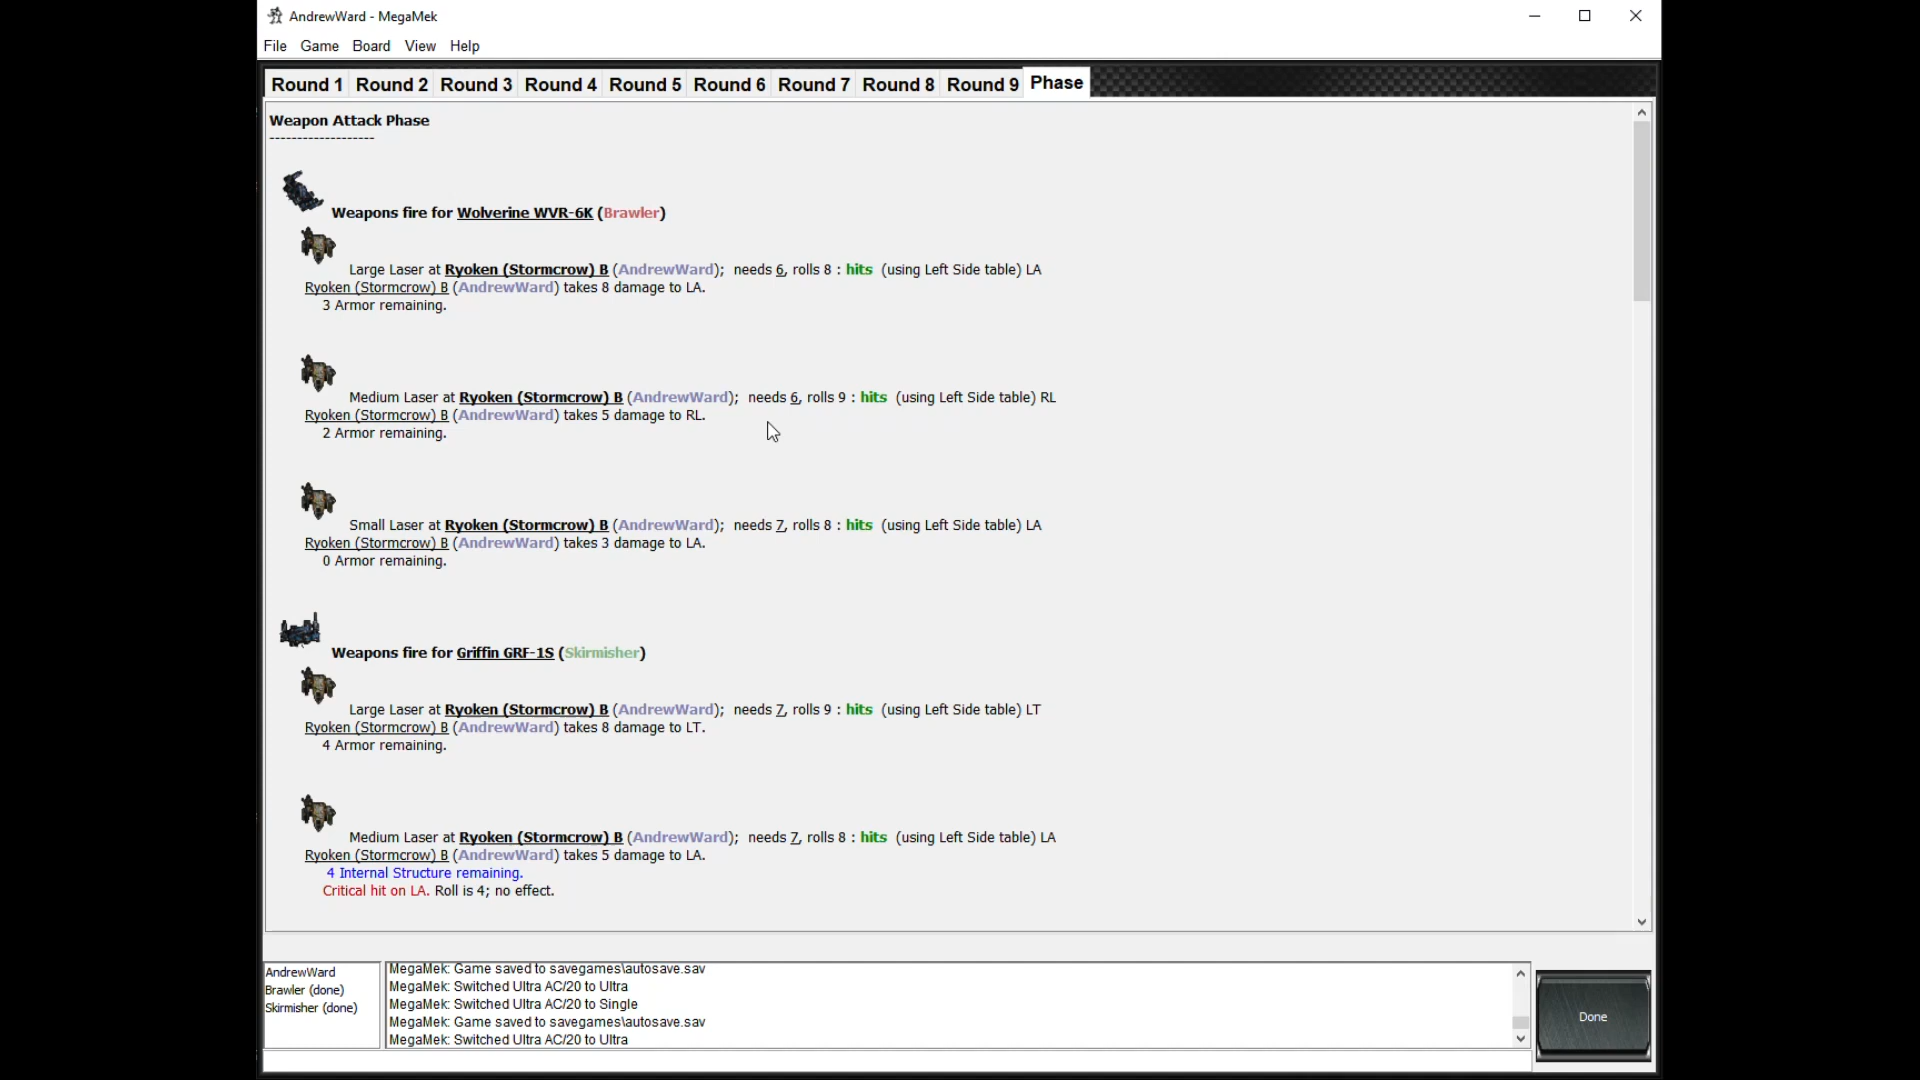 AndrewWard - MegaMek
File Game Board View Help
Round 1 Round 2 Round 3 Round 4 Round 5 Round 6 Round 7 Round 8 Round 9 Phase
Weapon Attack Phase
-------------------
Weapons fire for Wolverine WVR-6K (Brawler)
Large Laser at Ryoken (Stormcrow) B (AndrewWard); needs 6, rolls 8 : hits (using Left Side table) LA
Ryoken (Stormcrow) B (AndrewWard) takes 8 damage to LA.
3 Armor remaining.
Medium Laser at Ryoken (Stormcrow) B (AndrewWard); needs 6, rolls 9 : hits (using Left Side table) RL
Ryoken (Stormcrow) B (AndrewWard) takes 5 damage to RL.
2 Armor remaining.
Small Laser at Ryoken (Stormcrow) B (AndrewWard); needs 7, rolls 8 : hits (using Left Side table) LA
Ryoken (Stormcrow) B (AndrewWard) takes 3 damage to LA.
0 Armor remaining.
Weapons fire for Griffin GRF-1S (Skirmisher)
Large Laser at Ryoken (Stormcrow) B (AndrewWard); needs 7, rolls 9 : hits (using Left Side table) LT
Ryoken (Stormcrow) B (AndrewWard) takes 8 damage to LT.
4 Armor remaining.
Medium Laser at Ryoken (Stormcrow) B (AndrewWard); needs 7, rolls 8 : hits (using Left Side table) LA
Ryoken (Stormcrow) B (AndrewWard) takes 5 damage to LA.
4 Internal Structure remaining.
Critical hit on LA. Roll is 4; no effect.
AndrewWard
Brawler (done)
Skirmisher (done)
MegaMek: Game saved to savegames\autosave.sav
MegaMek: Switched Ultra AC/20 to Ultra
MegaMek: Switched Ultra AC/20 to Single
MegaMek: Game saved to savegames\autosave.sav
MegaMek: Switched Ultra AC/20 to Ultra
Done